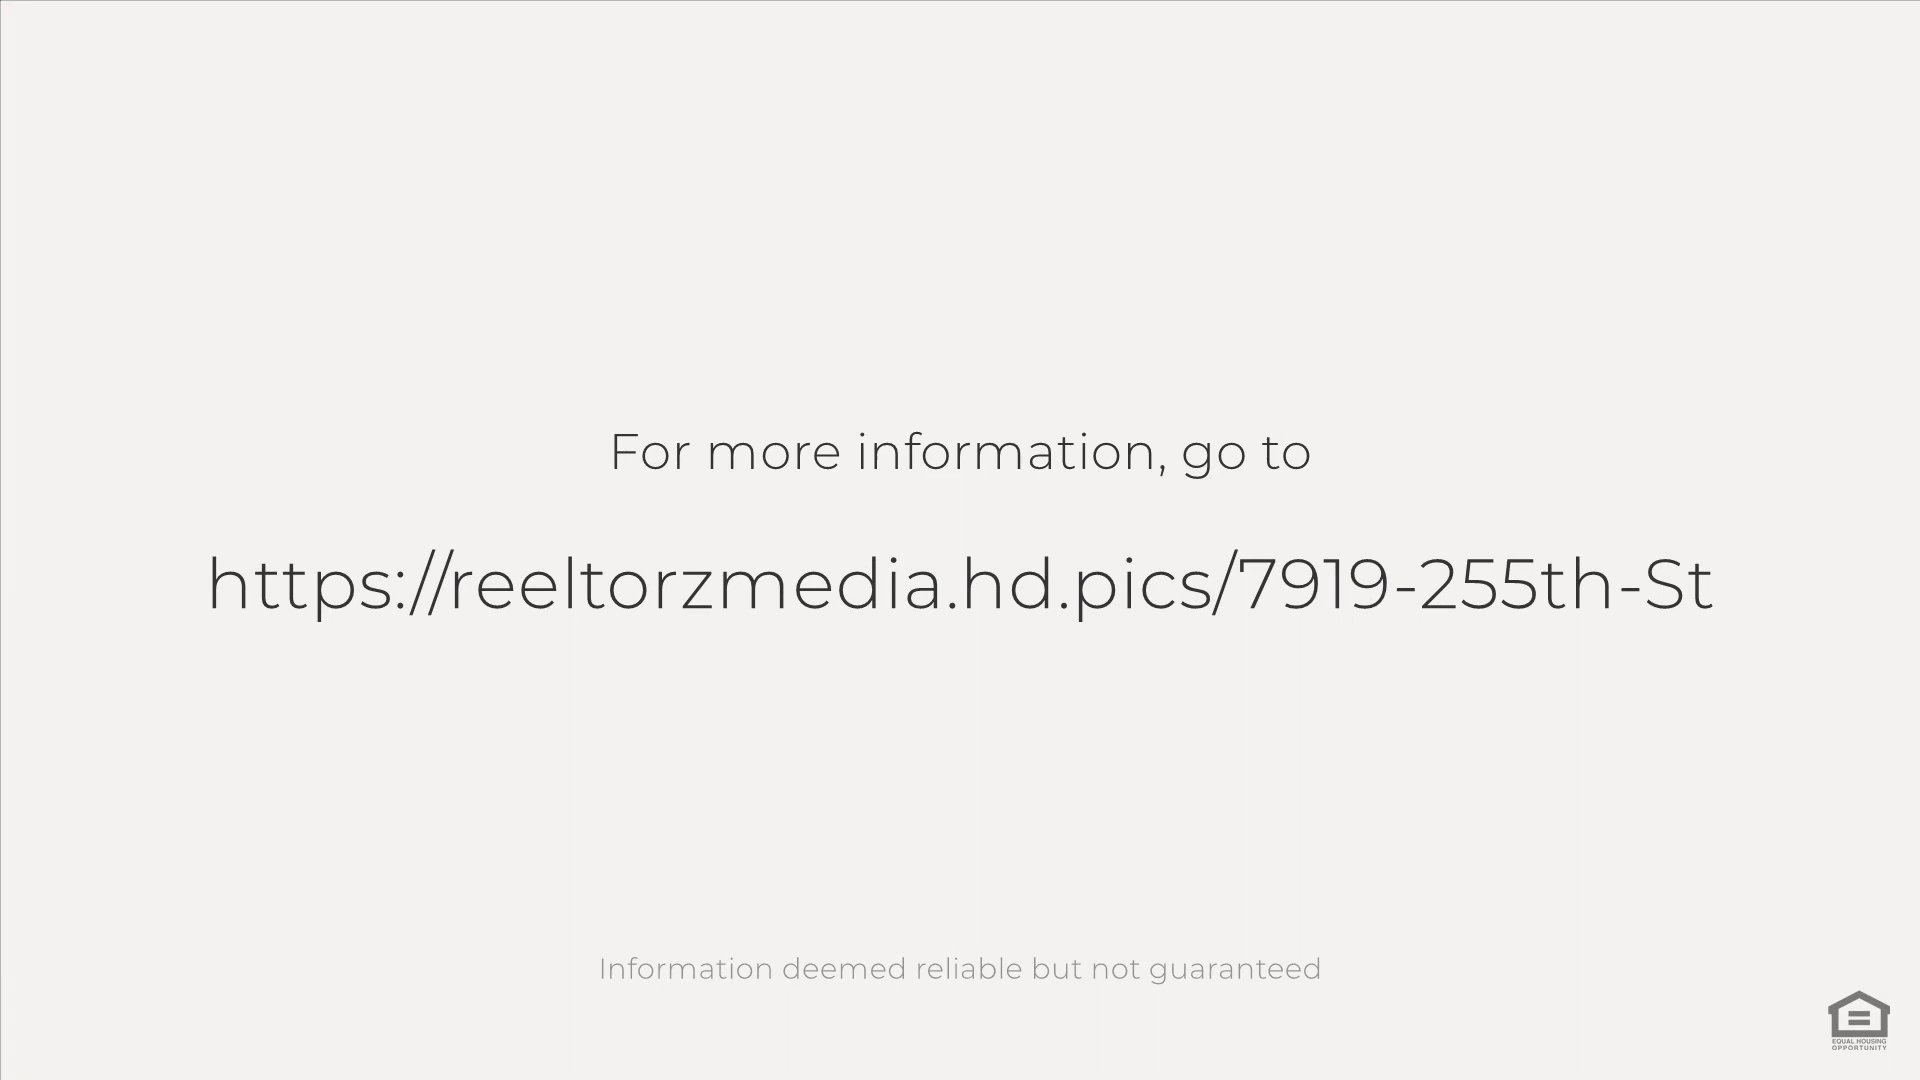 For more information, go to
https://reeltorzmedia.hd.pics/7919-255th-St
Information deemed reliable but not guaranteed
EQUAL HOUSING
OPPORTUNITY